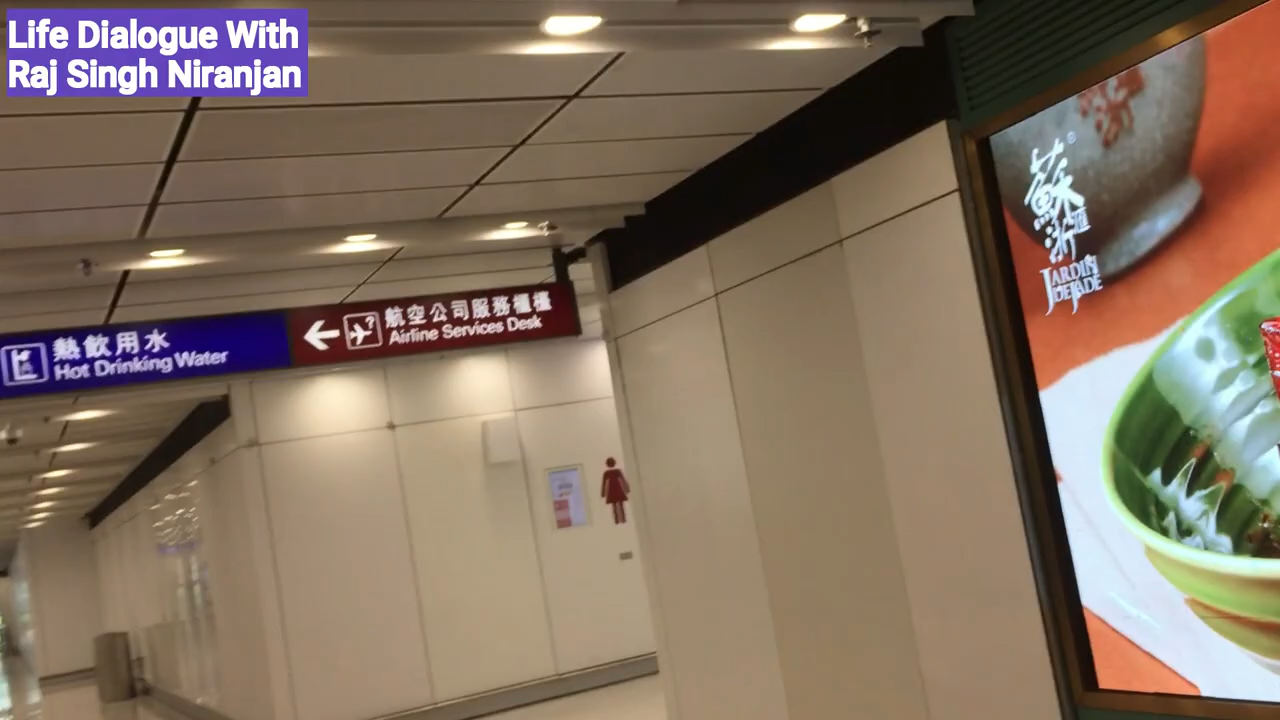 Life Dialogue With
Raj Singh Niranjan
熱飲用水
Hot Drinking Water
航空公司服務櫃檯
Airline Services Desk
蘇浙匯
JARDIN
DE JADE